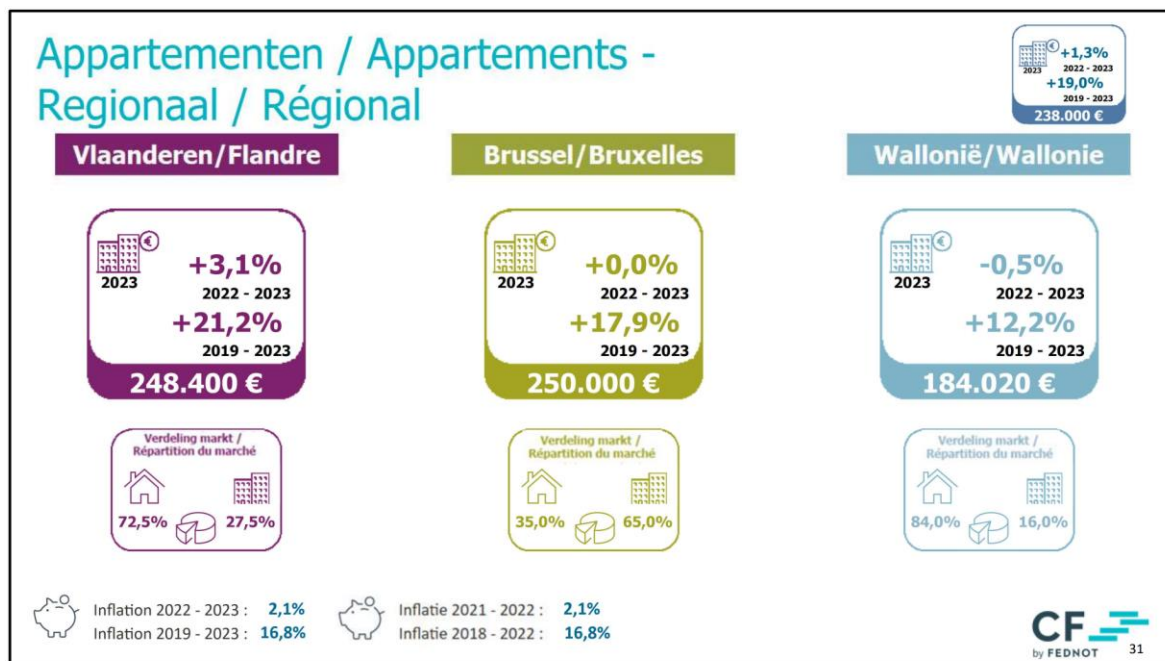 Appartementen / Appartements -
Regionaal / Régional
€
+1,3%
2023
2022 - 2023
+19,0%
2019 - 2023
238.000 €
Vlaanderen/Flandre
€
+3,1%
2023
2022 - 2023
+21,2%
2019 - 2023
248.400 €
Verdeling markt /
Répartition du marché
72,5%
27,5%
Brussel/Bruxelles
€
+0,0%
2023
2022 - 2023
+17,9%
2019 - 2023
250.000 €
Verdeling markt /
Répartition du marché
35,0%
65,0%
Wallonië/Wallonie
€
-0,5%
2023
2022 - 2023
+12,2%
2019 - 2023
184.020 €
Verdeling markt /
Répartition du marché
84,0%
16,0%
Inflation 2022 - 2023 : 2,1%
Inflation 2019 - 2023 : 16,8%
Inflatie 2021 - 2022 : 2,1%
Inflatie 2018 - 2022 : 16,8%
CF
by FEDNOT
31